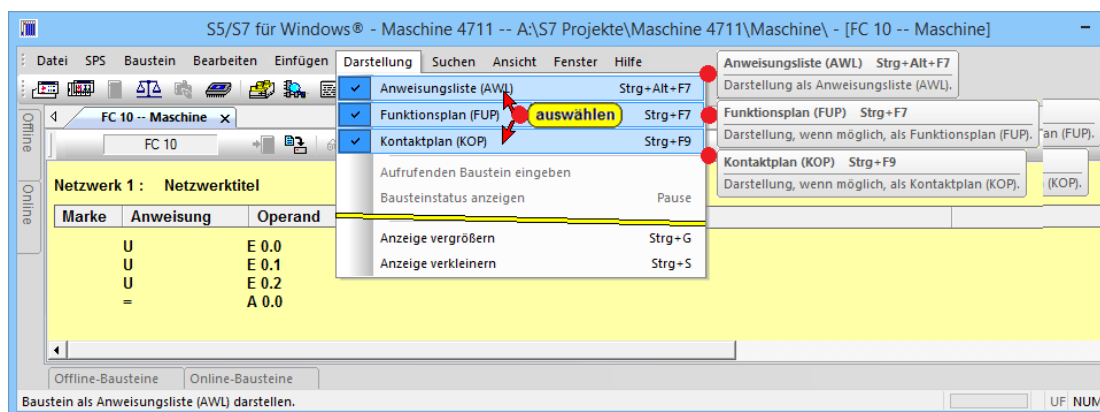 S5/S7 für Windows® - Maschine 4711 -- A:\S7 Projekte\Maschine 4711\Maschine\ - [FC 10 -- Maschine]
Datei SPS Baustein Bearbeiten Einfügen Darstellung Suchen Ansicht Fenster Hilfe
Anweisungsliste (AWL) Strg+Alt+F7
Funktionsplan (FUP) Strg+F7
auswählen
Kontaktplan (KOP) Strg+F9
Aufrufenden Baustein eingeben
Bausteinstatus anzeigen Pause
Anzeige vergrößern Strg+G
Anzeige verkleinern Strg+S
Anweisungsliste (AWL) Strg+Alt+F7
Darstellung als Anweisungsliste (AWL).
Funktionsplan (FUP) Strg+F7
Darstellung, wenn möglich, als Funktionsplan (FUP).
an (FUP).
Kontaktplan (KOP) Strg+F9
Darstellung, wenn möglich, als Kontaktplan (KOP).
(KOP).
Offline
Online
FC 10 -- Maschine x
FC 10
Netzwerk 1 : Netzwerktitel
Marke Anweisung Operand
U E 0.0
U E 0.1
U E 0.2
= A 0.0
Offline-Bausteine Online-Bausteine
Baustein als Anweisungsliste (AWL) darstellen.
UF NUM